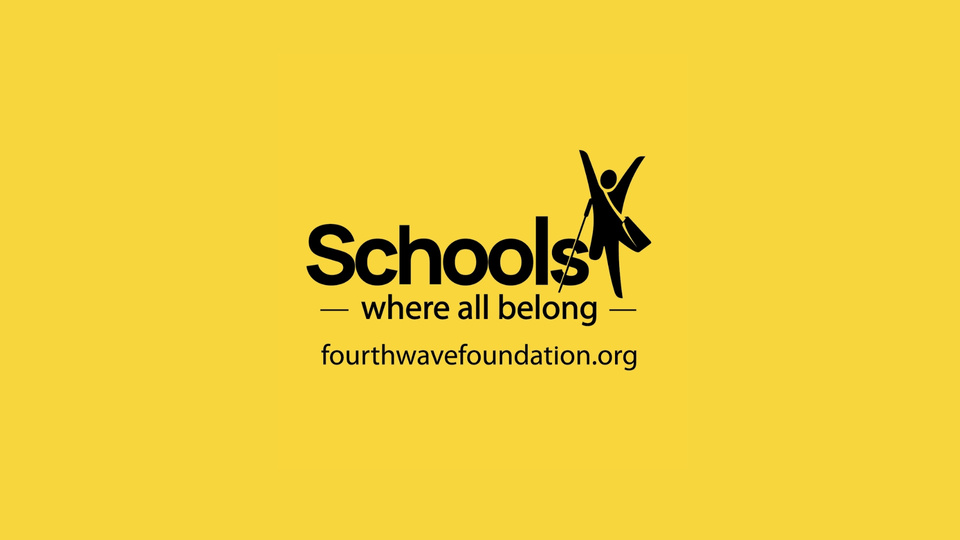 Schools
— where all belong —
fourthwavefoundation.org